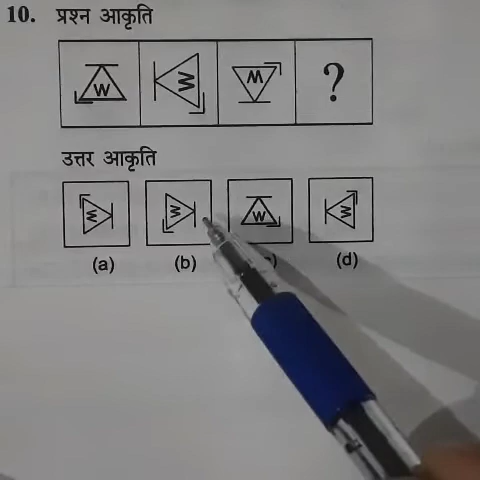 10. प्रश्न आकृति
W W W ?
उत्तर आकृति
W W W W
(a) (b) (d)